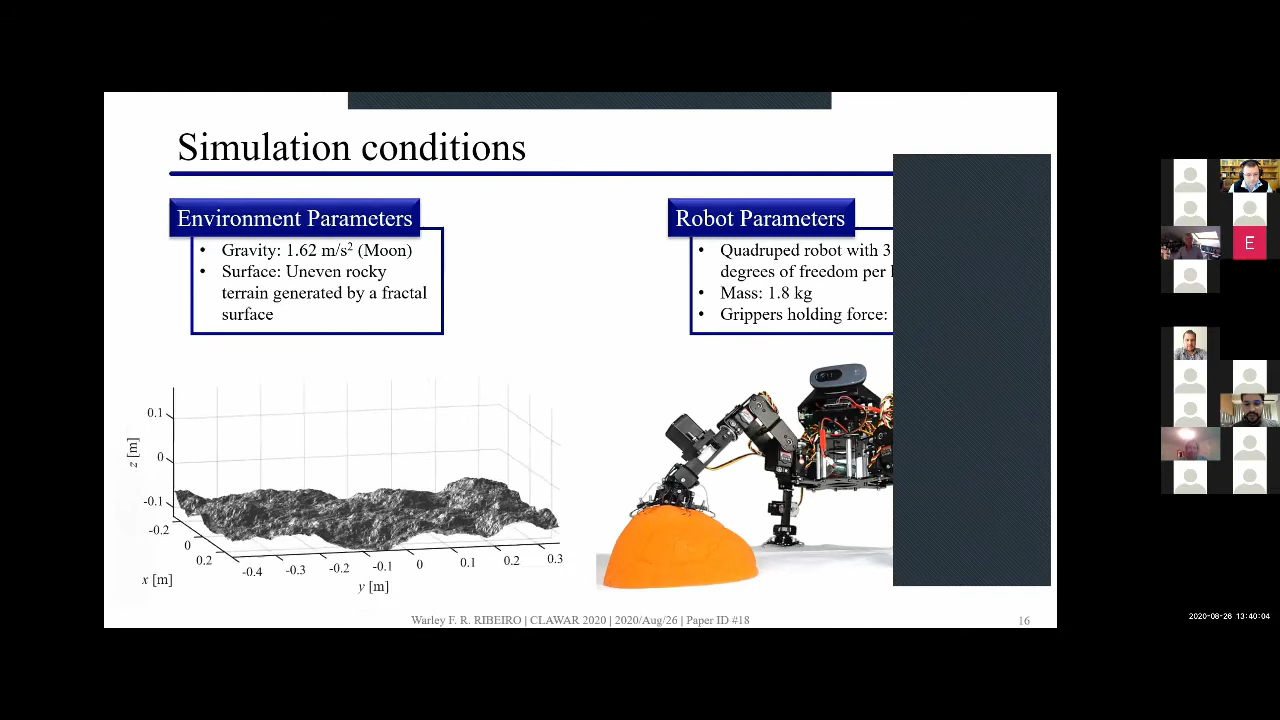 Simulation conditions
Environment Parameters
• Gravity: 1.62 m/s² (Moon)
• Surface: Uneven rocky
terrain generated by a fractal
surface
Robot Parameters
• Quadruped robot with 3
degrees of freedom per
• Mass: 1.8 kg
• Grippers holding force:
z [m]
0.1
0
-0.1
-0.2
0
0.2
x [m]
-0.4
-0.3
-0.2
-0.1
0
0.1
0.2
0.3
y [m]
E
Warley F. R. RIBEIRO | CLAWAR 2020 | 2020/Aug/26 | Paper ID #18
16
2020-08-26 13:40:04